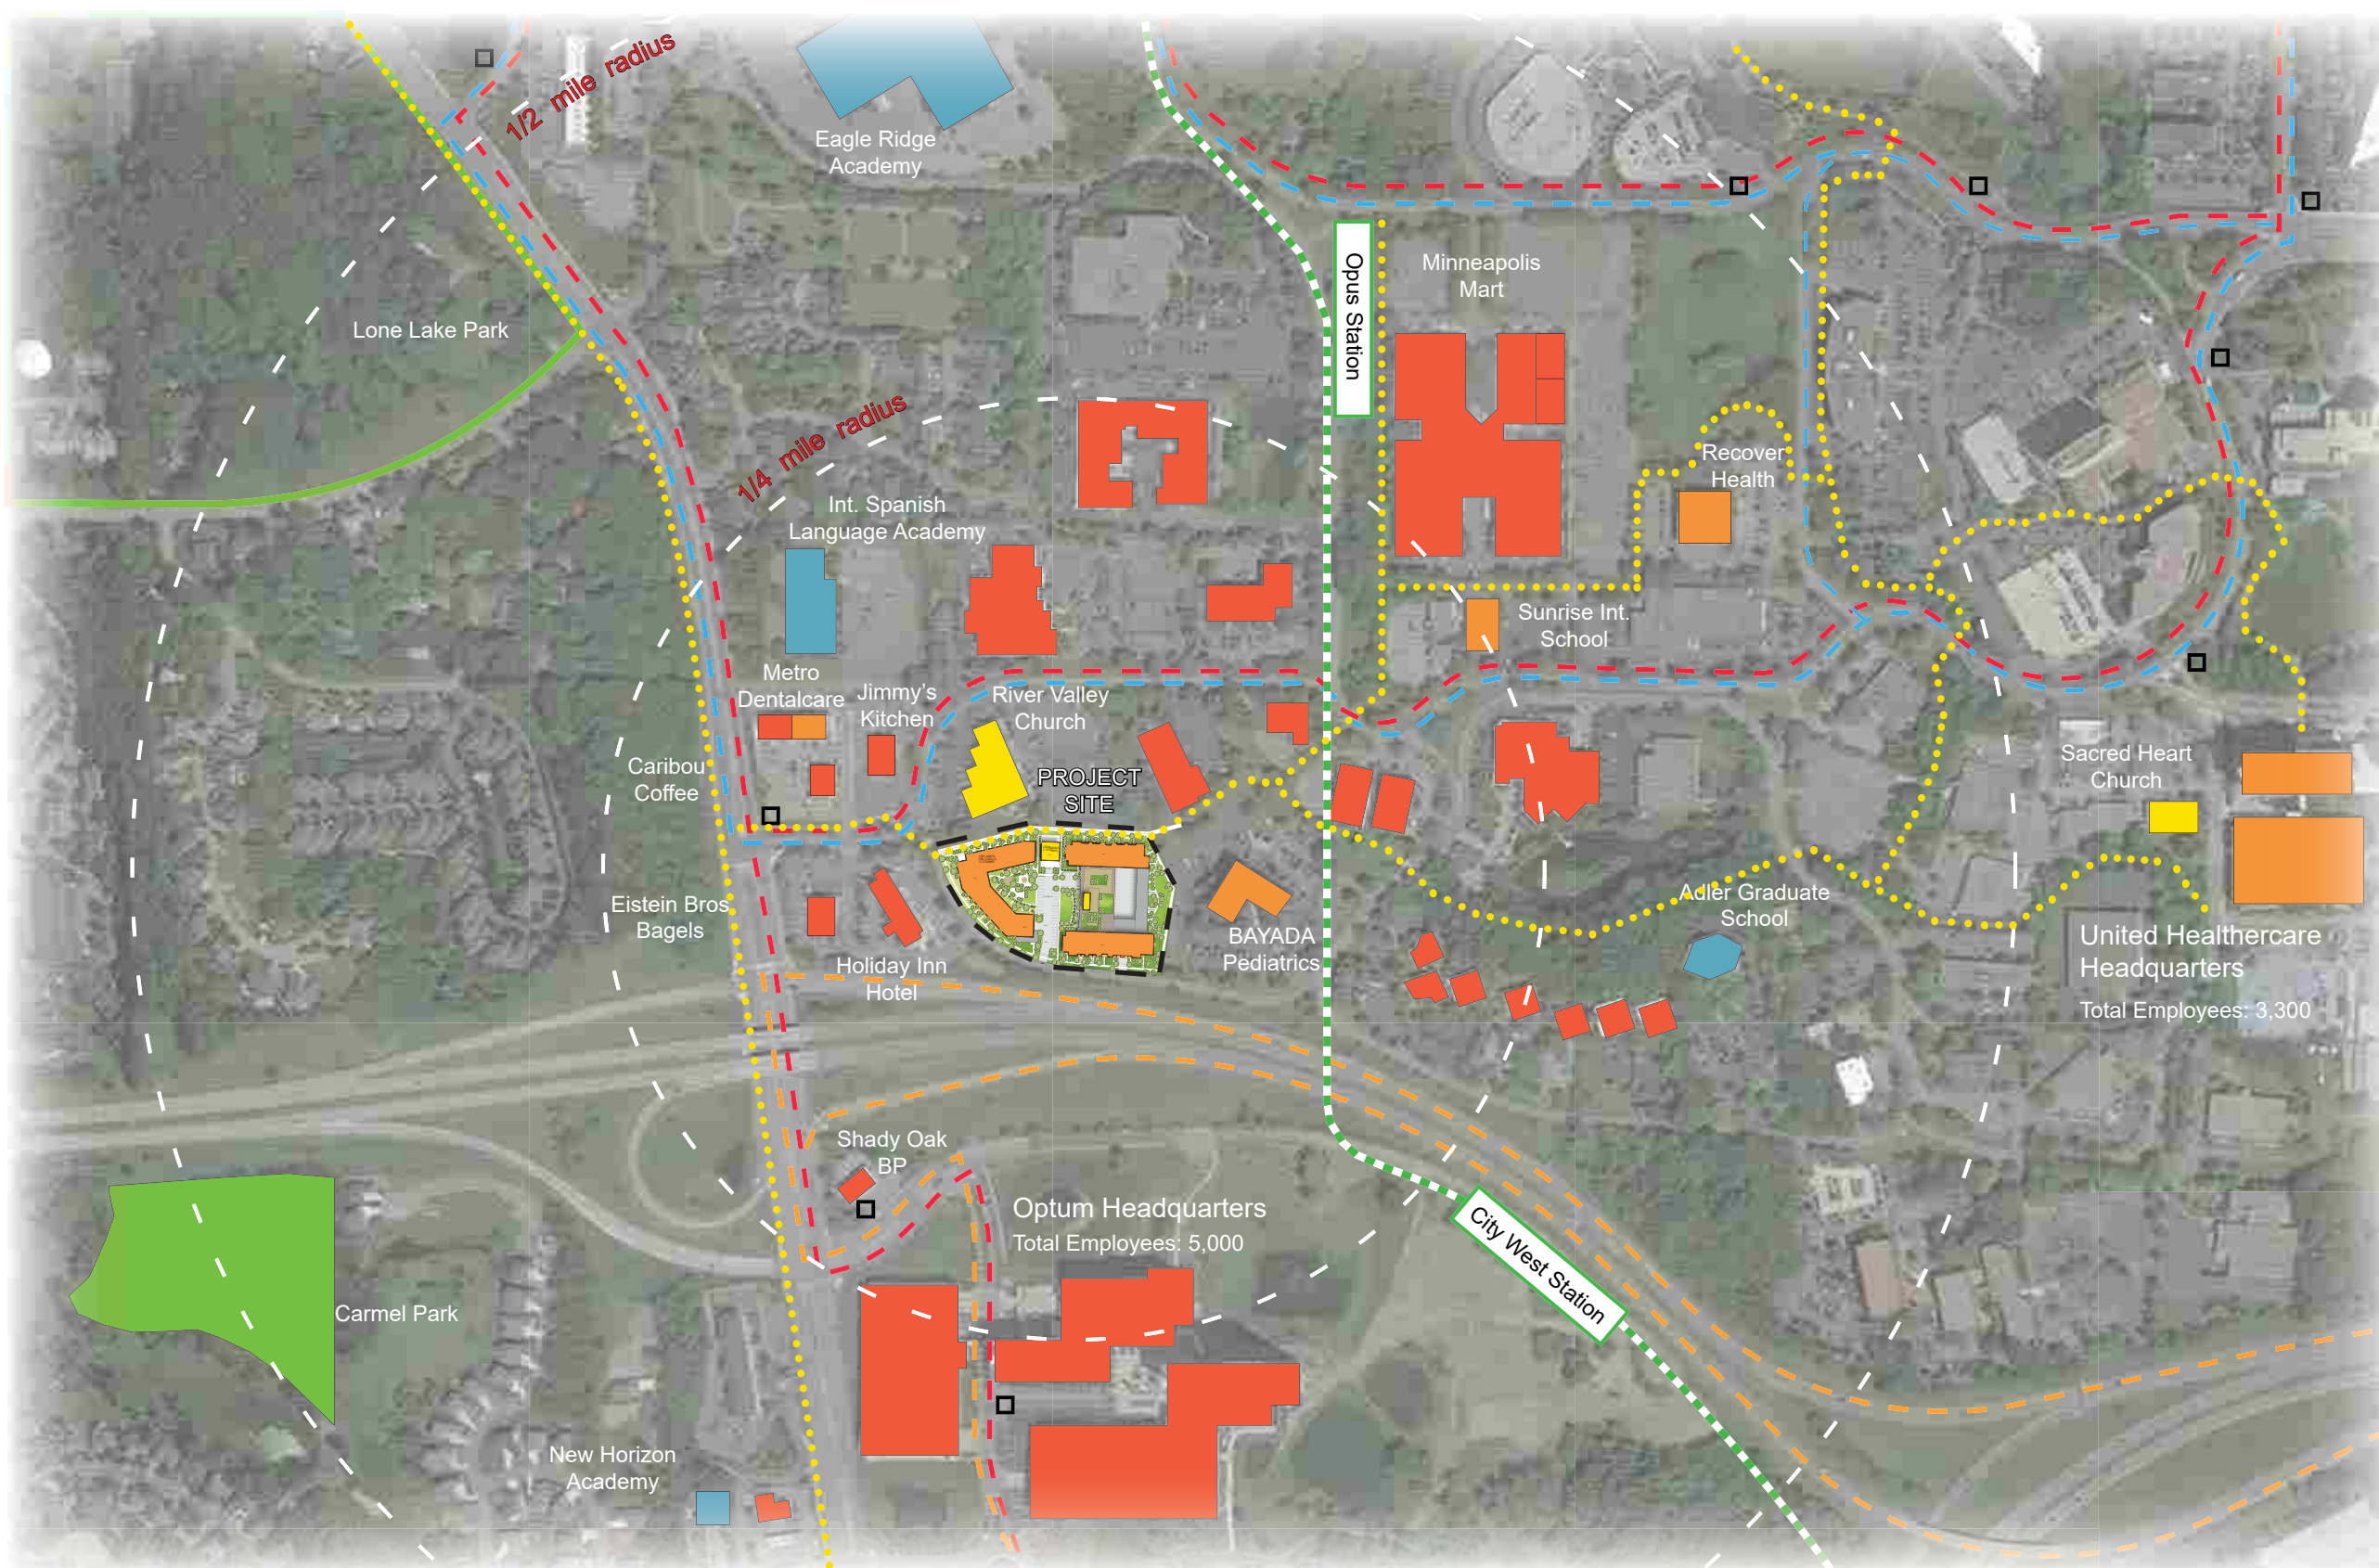 1/2 mile radius
Eagle Ridge
Academy
Opus Station
Minneapolis
Mart
Lone Lake Park
1/4 mile radius
Recover
Health
Int. Spanish
Language Academy
Sunrise Int.
School
Metro
Dentalcare
Jimmy's
Kitchen
River Valley
Church
Caribou
Coffee
PROJECT
SITE
Sacred Heart
Church
Eistein Bros
Bagels
Adler Graduate
School
Holiday Inn
Hotel
BAYADA
Pediatrics
United Healthercare
Headquarters
Total Employees: 3,300
Shady Oak
BP
Optum Headquarters
Total Employees: 5,000
City West Station
Carmel Park
New Horizon
Academy